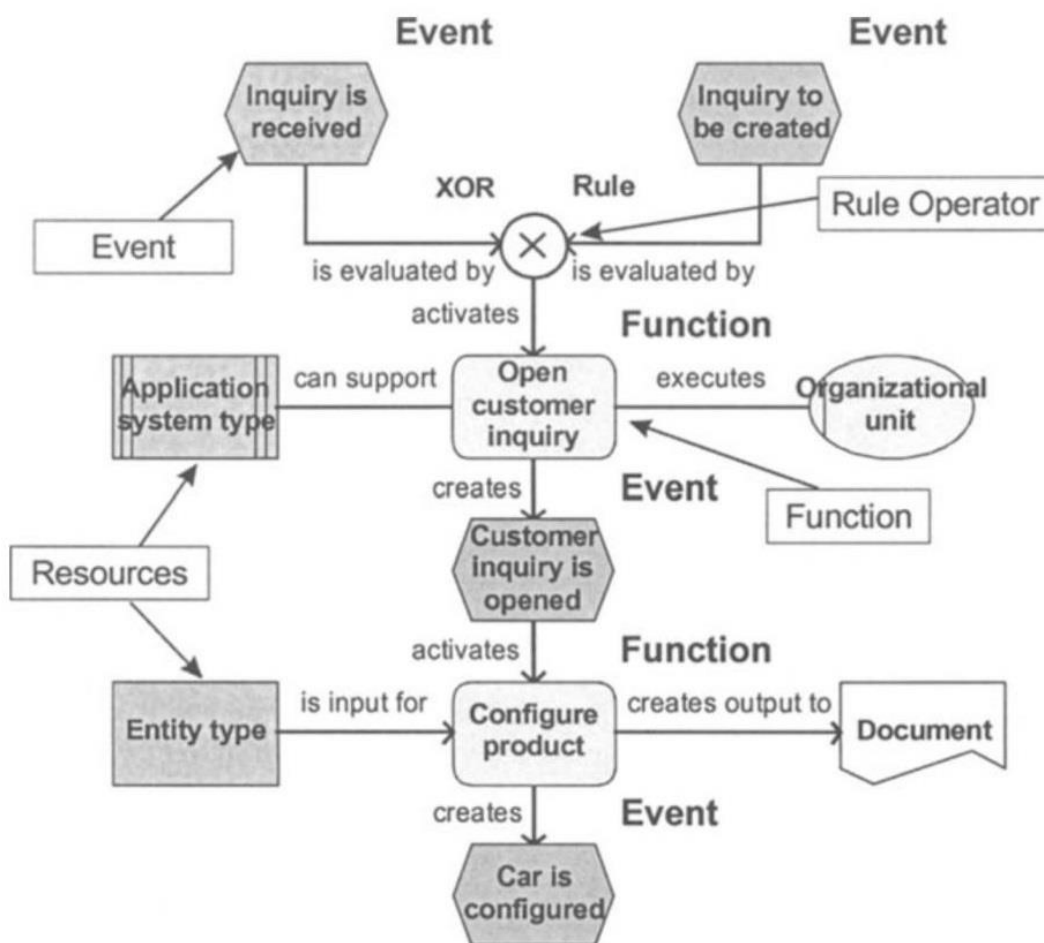 Event
Event
Inquiry is
received
Inquiry to
be created
XOR
Rule
Rule Operator
Event
is evaluated by
is evaluated by
activates
Function
Application
system type
can support
Open
customer
inquiry
executes
Organizational
unit
creates
Event
Function
Customer
inquiry is
opened
Resources
activates
Function
Entity type
is input for
Configure
product
creates output to
Document
creates
Event
Car is
configured